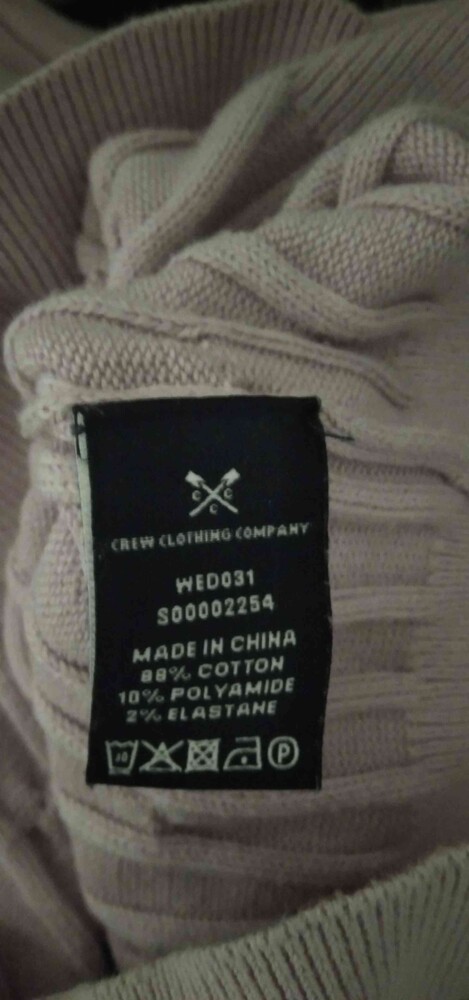 C C
C
CREW CLOTHING COMPANY
WED031
S00002254
MADE IN CHINA
88% COTTON
10% POLYAMIDE
2% ELASTANE
P